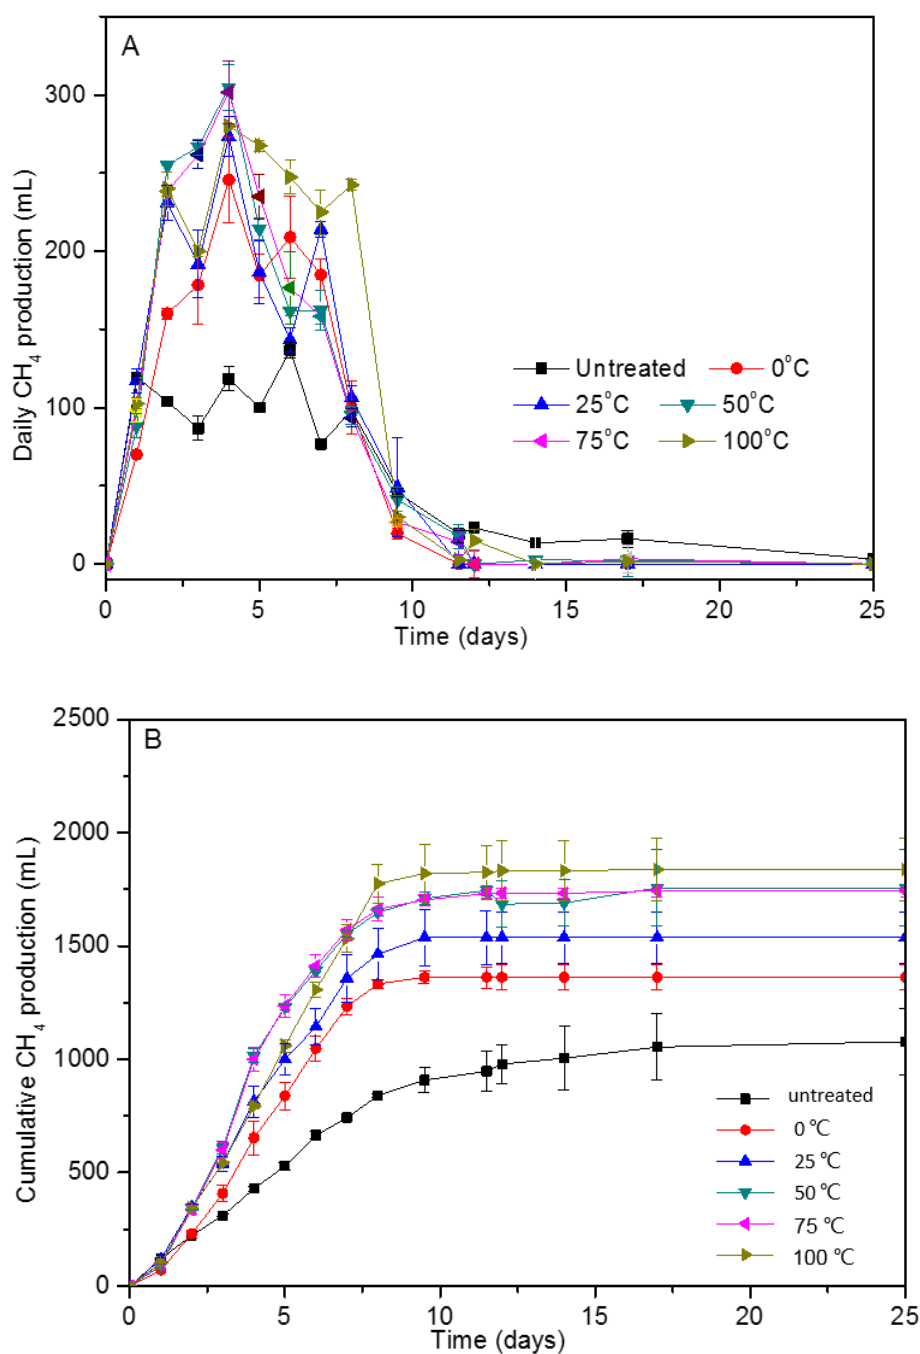 A
Daily CH4 production (mL)
300
200
100
0
Untreated 0°C
25°C 50°C
75°C 100°C
0 5 10 15 20 25
Time (days)
B
Cumulative CH4 production (mL)
2500
2000
1500
1000
500
0
untreated
0 ℃
25 ℃
50 ℃
75 ℃
100 ℃
0 5 10 15 20 25
Time (days)